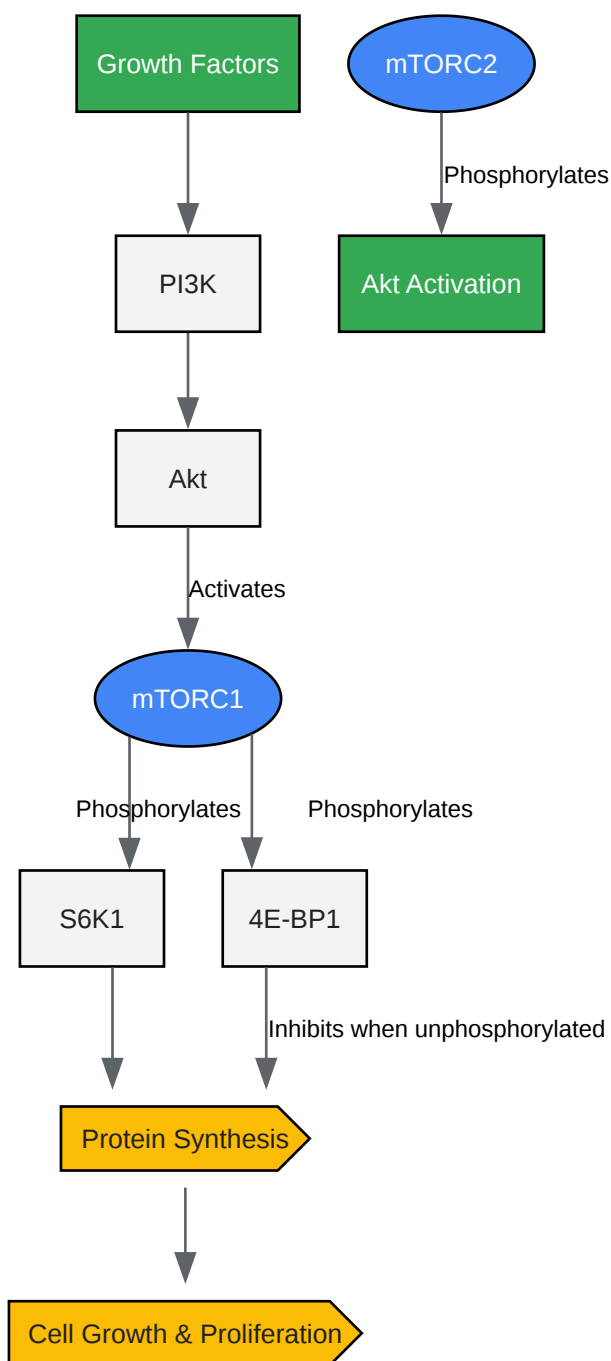 Growth Factors
mTORC2
Phosphorylates
PI3K
Akt Activation
Akt
Activates
mTORC1
Phosphorylates
Phosphorylates
S6K1
4E-BP1
Inhibits when unphosphorylated
Protein Synthesis
Cell Growth & Proliferation